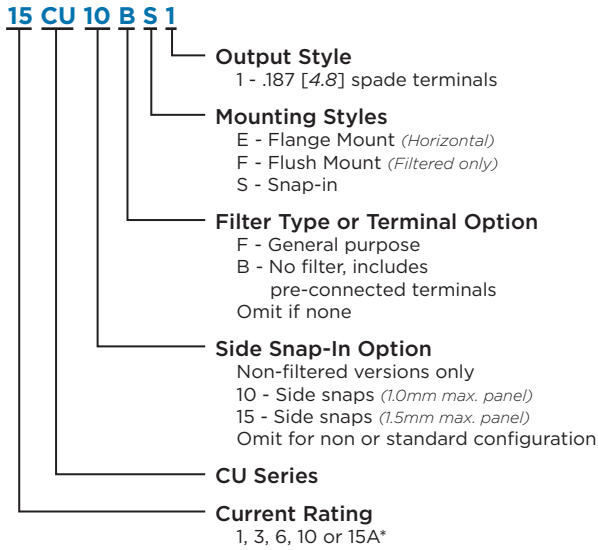 15 CU 10 B S 1
Output Style
1 - .187 [4.8] spade terminals
Mounting Styles
E - Flange Mount (Horizontal)
F - Flush Mount (Filtered only)
S - Snap-in
Filter Type or Terminal Option
F - General purpose
B - No filter, includes
pre-connected terminals
Omit if none
Side Snap-In Option
Non-filtered versions only
10 - Side snaps (1.0mm max. panel)
15 - Side snaps (1.5mm max. panel)
Omit for non or standard configuration
CU Series
Current Rating
1, 3, 6, 10 or 15A*